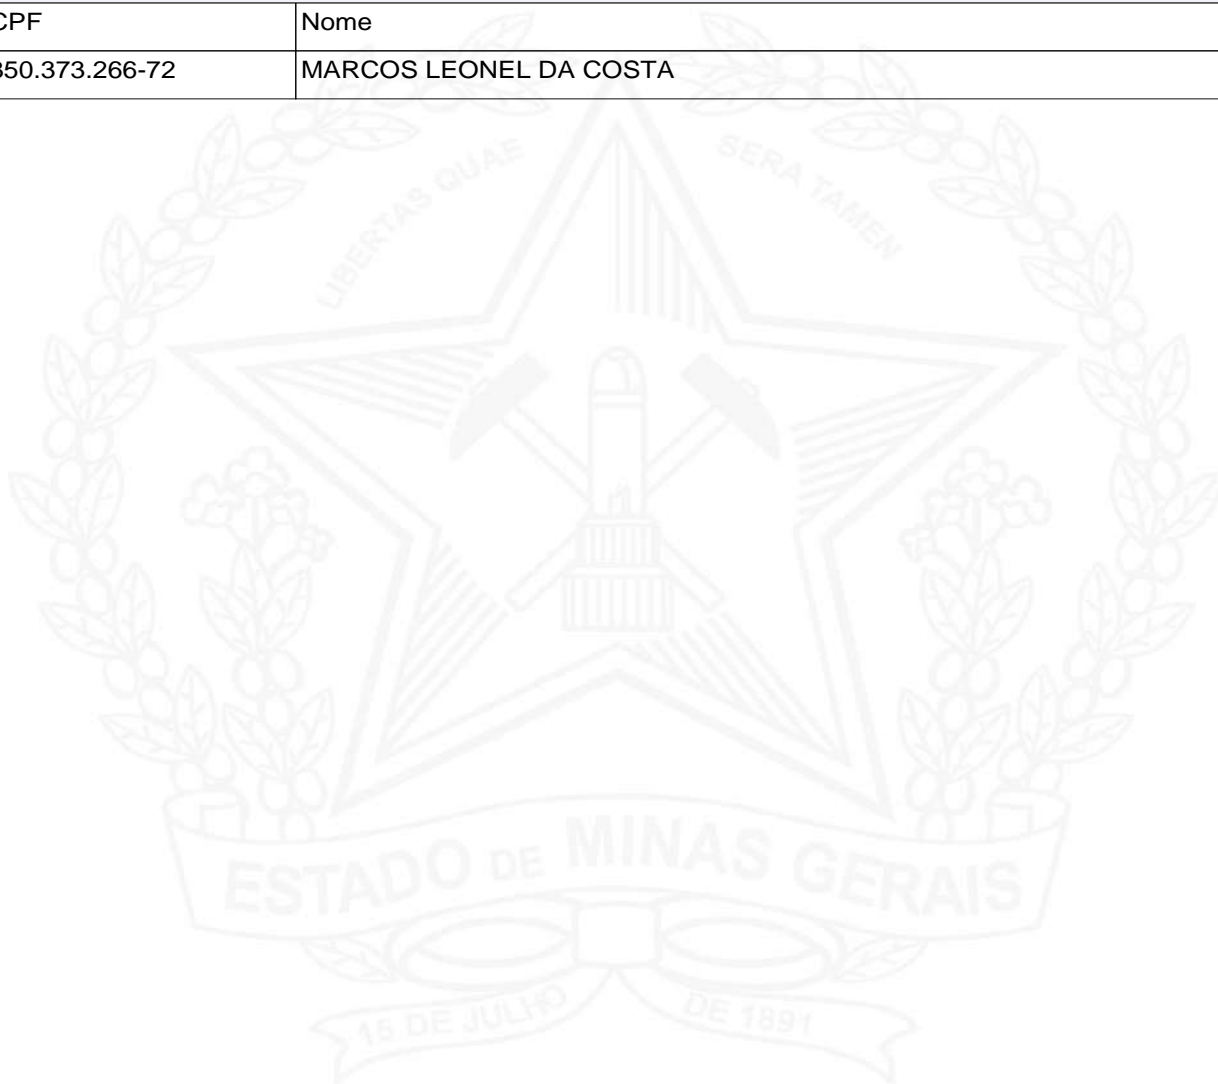 CPF Nome
850.373.266-72 MARCOS LEONEL DA COSTA
LIBERTAS QUAE SERA TAMEN
ESTADO DE MINAS GERAIS
15 DE JULHO DE 1891